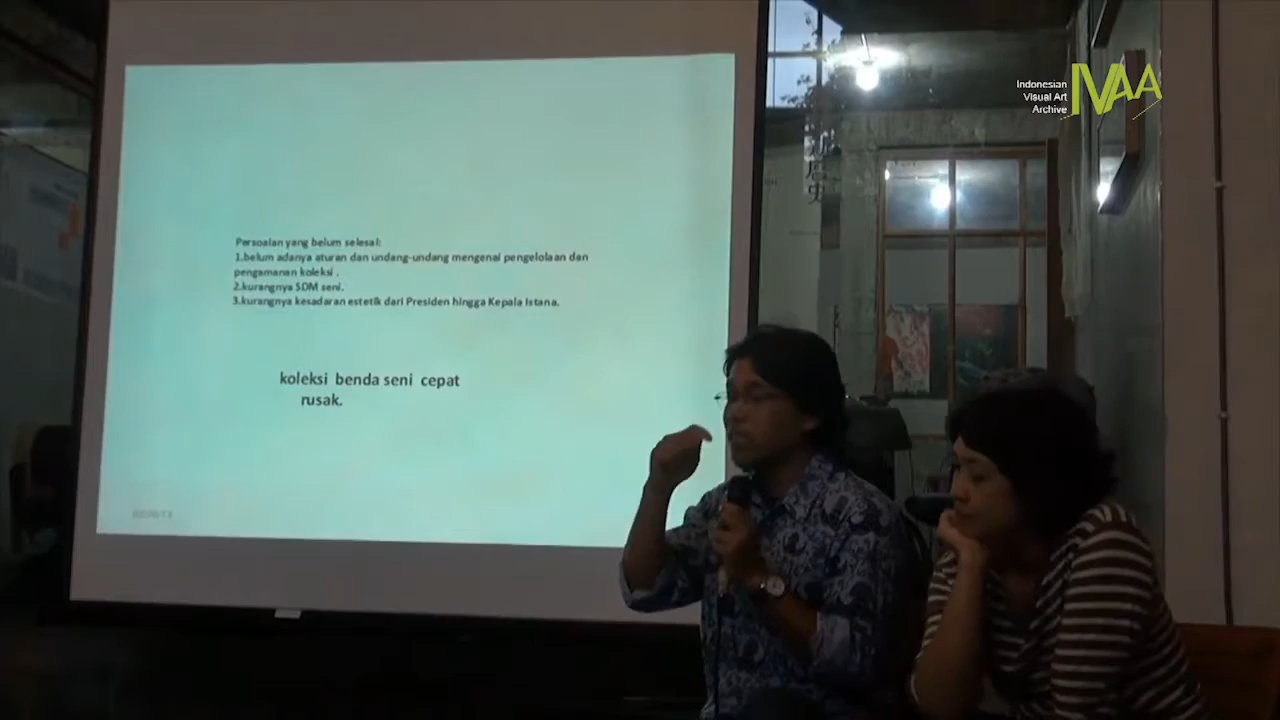 Indonesian
Visual Art
Archive
IVAA
Persoalan yang belum selesai:
1.belum adanya aturan dan undang-undang mengenai pengelolaan dan
pengamanan koleksi .
2.kurangnya SDM seni.
3.kurangnya kesadaran estetik dari Presiden hingga Kepala Istana.
koleksi benda seni cepat
rusak.